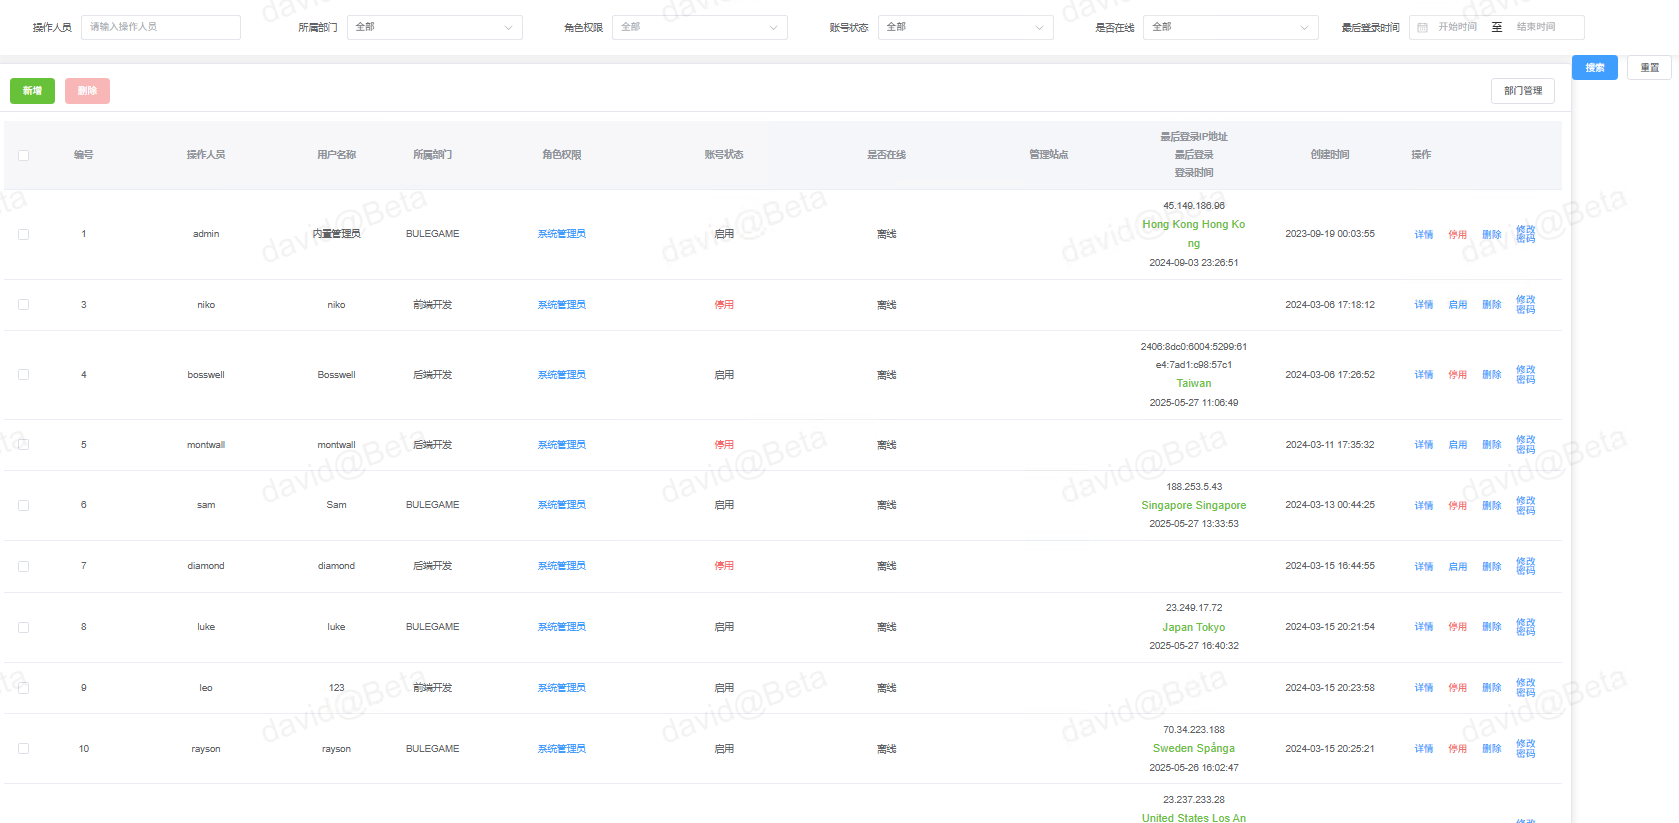 操作人员 请输入操作人员 所属部门 全部 角色权限 全部 账号状态 全部 是否在线 全部 最后登录时间 开始时间 至 结束时间
搜索 重置
新增 删除 部门管理
编号 操作人员 用户名称 所属部门 角色权限 账号状态 是否在线 管理站点 最后登录IP地址 创建时间 操作
最后登录
登录时间
1 admin 内置管理员 BULEGAME 系统管理员 启用 离线 45.149.186.96 2023-09-19 00:03:55 详情 停用 删除 修改
密码
Hong Kong Hong Ko
ng
2024-09-03 23:26:51
3 niko niko 前端开发 系统管理员 停用 离线 2024-03-06 17:18:12 详情 启用 删除 修改
密码
4 bosswell Bosswell 后端开发 系统管理员 启用 离线 2406:8dc0:6004:5299:61 2024-03-06 17:26:52 详情 停用 删除 修改
密码
e4:7ad1:c98:57c1
Taiwan
2025-05-27 11:06:49
5 montwall montwall 后端开发 系统管理员 停用 离线 2024-03-11 17:35:32 详情 启用 删除 修改
密码
6 sam Sam BULEGAME 系统管理员 启用 离线 188.253.5.43 2024-03-13 00:44:25 详情 停用 删除 修改
密码
Singapore Singapore
2025-05-27 13:33:53
7 diamond diamond 后端开发 系统管理员 停用 离线 2024-03-15 16:44:55 详情 启用 删除 修改
密码
8 luke luke BULEGAME 系统管理员 启用 离线 23.249.17.72 2024-03-15 20:21:54 详情 停用 删除 修改
密码
Japan Tokyo
2025-05-27 16:40:32
9 leo 123 前端开发 系统管理员 启用 离线 2024-03-15 20:23:58 详情 停用 删除 修改
密码
10 rayson rayson BULEGAME 系统管理员 启用 离线 70.34.223.188 2024-03-15 20:25:21 详情 停用 删除 修改
密码
Sweden Spånga
2025-05-26 16:02:47
23.237.233.28
United States Los An
david@Beta